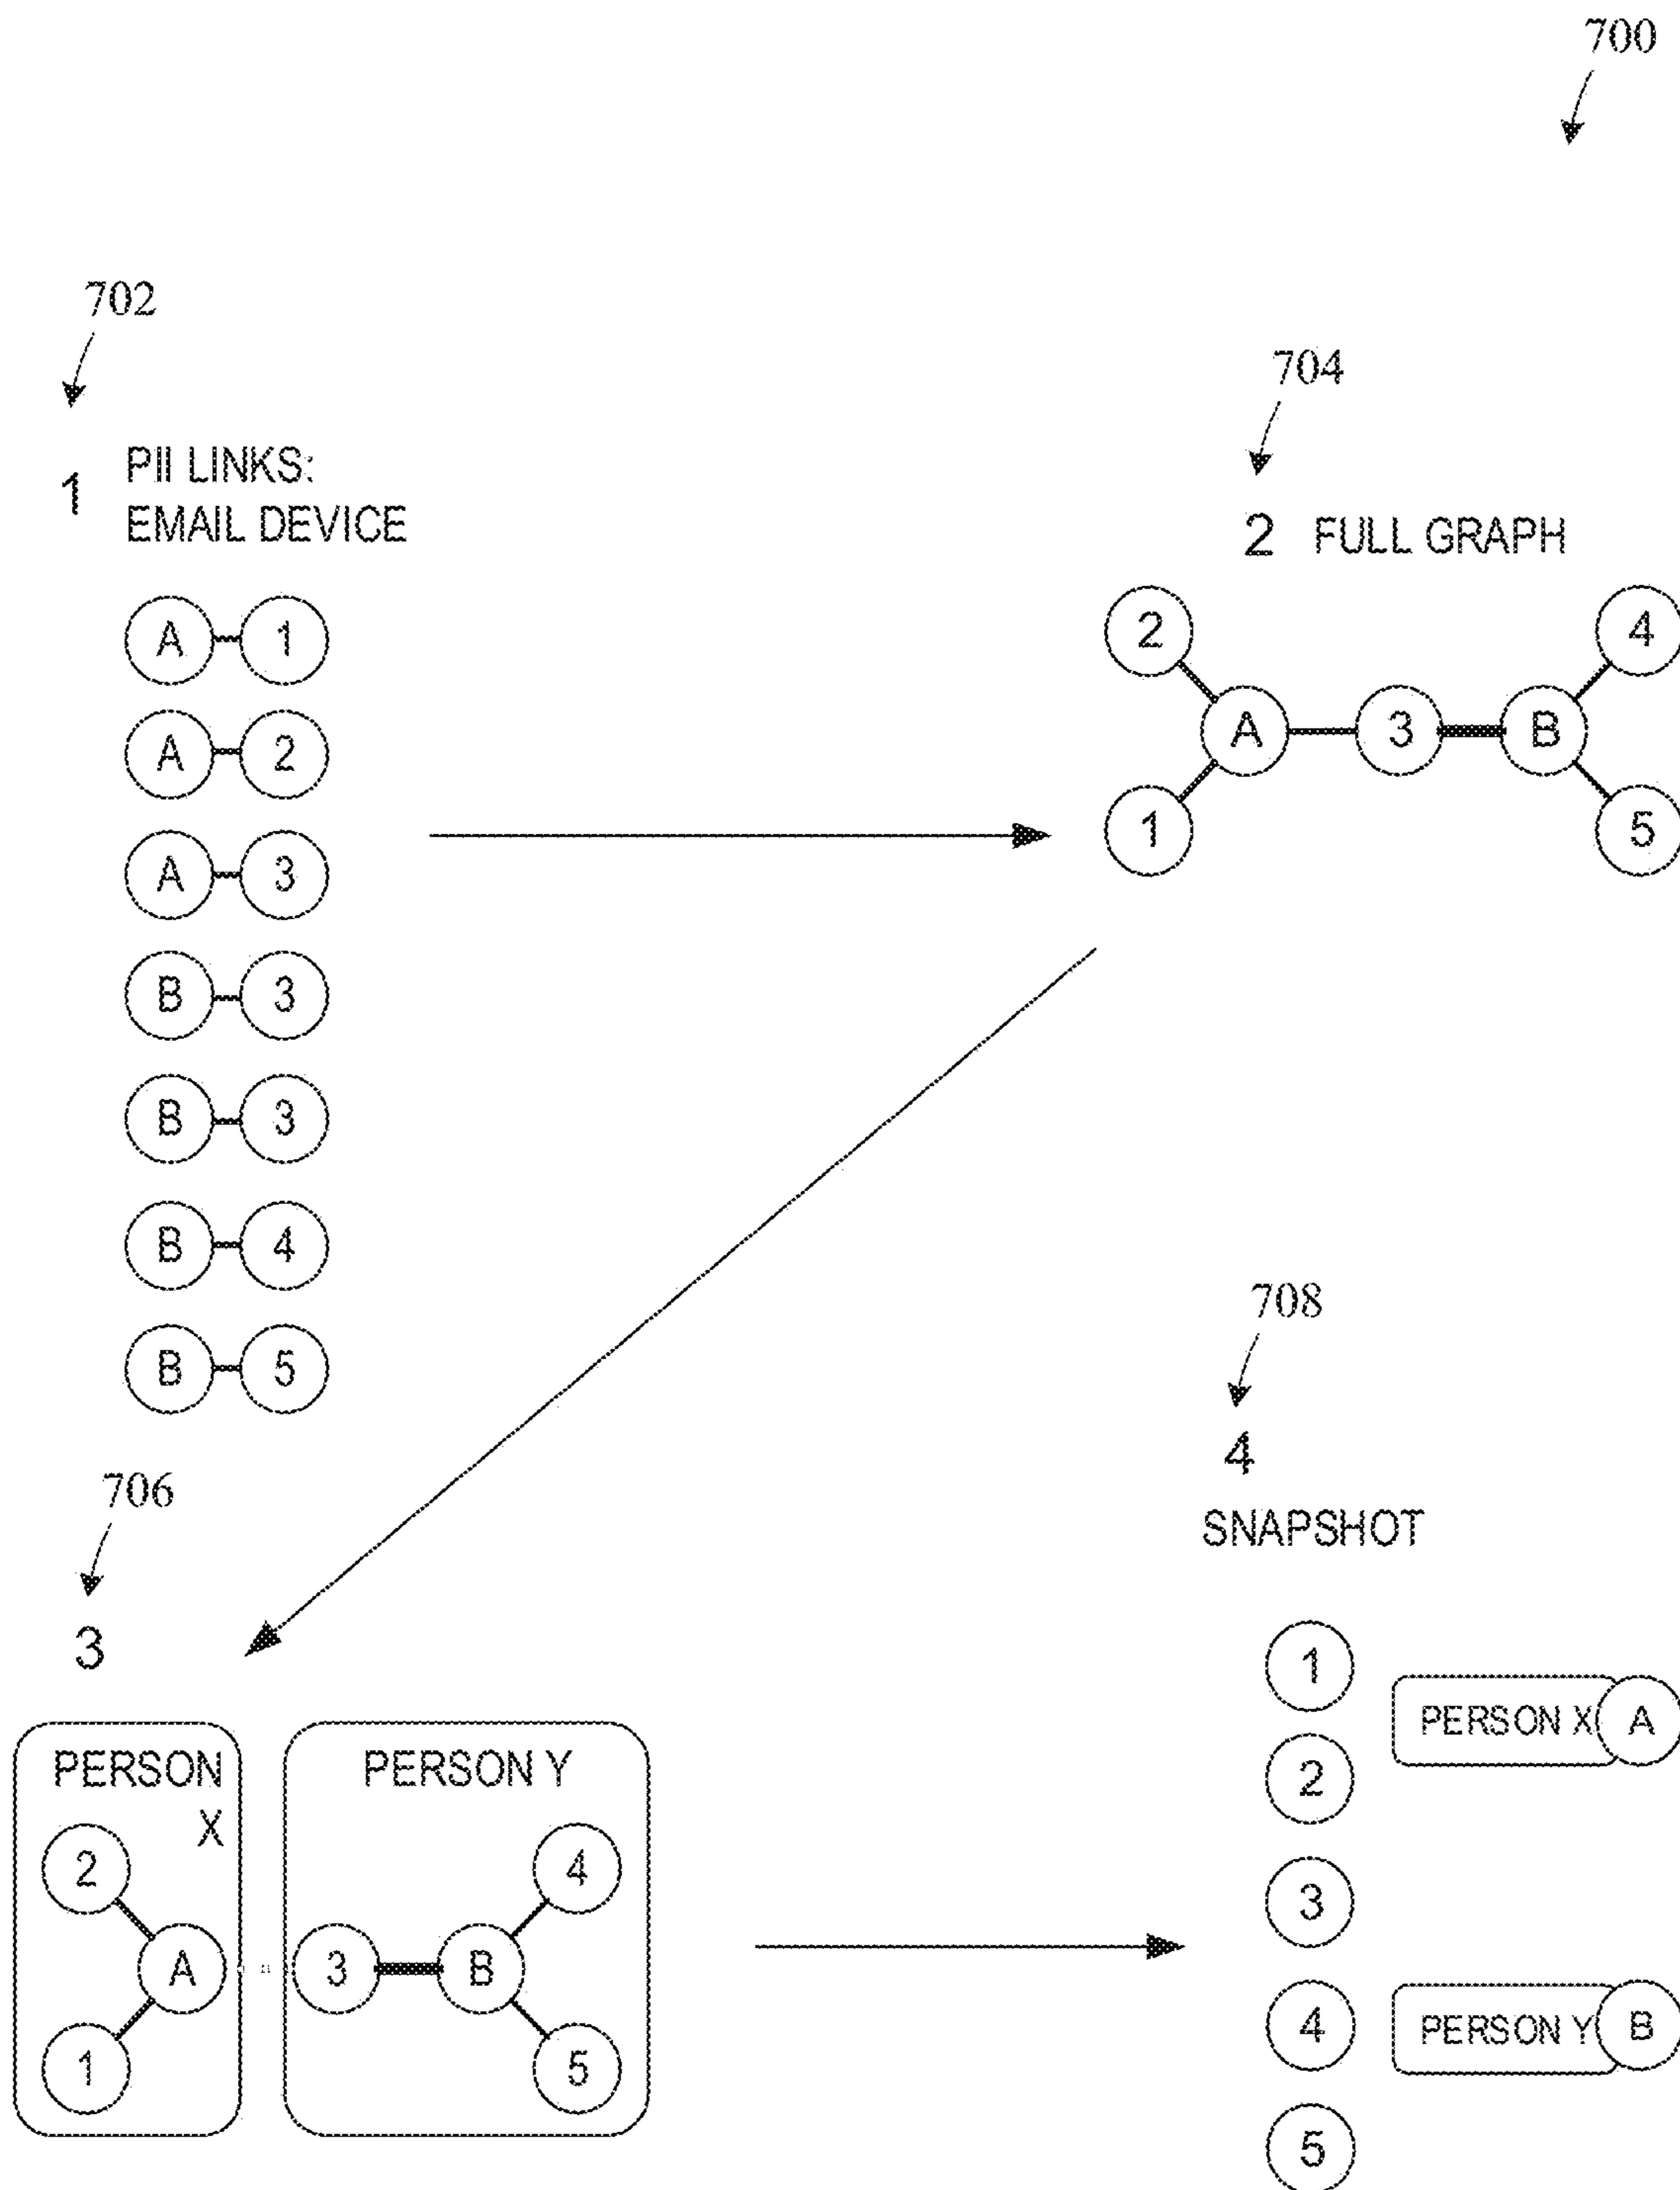 700
702
1 PII LINKS:
EMAIL DEVICE
A 1
A 2
A 3
B 3
B 3
B 4
B 5
704
2 FULL GRAPH
2 4
A 3 B
1 5
706
3
PERSON
X
2
A
1
PERSON Y
4
3 B
5
708
4
SNAPSHOT
1
PERSON X A
2
3
4 PERSON Y B
5